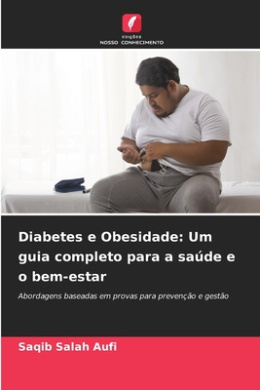 edições
NOSSO CONHECIMENTO
Diabetes e Obesidade: Um
guia completo para a saúde e
o bem-estar
Abordagens baseadas em provas para prevenção e gestão
Saqib Salah Aufi